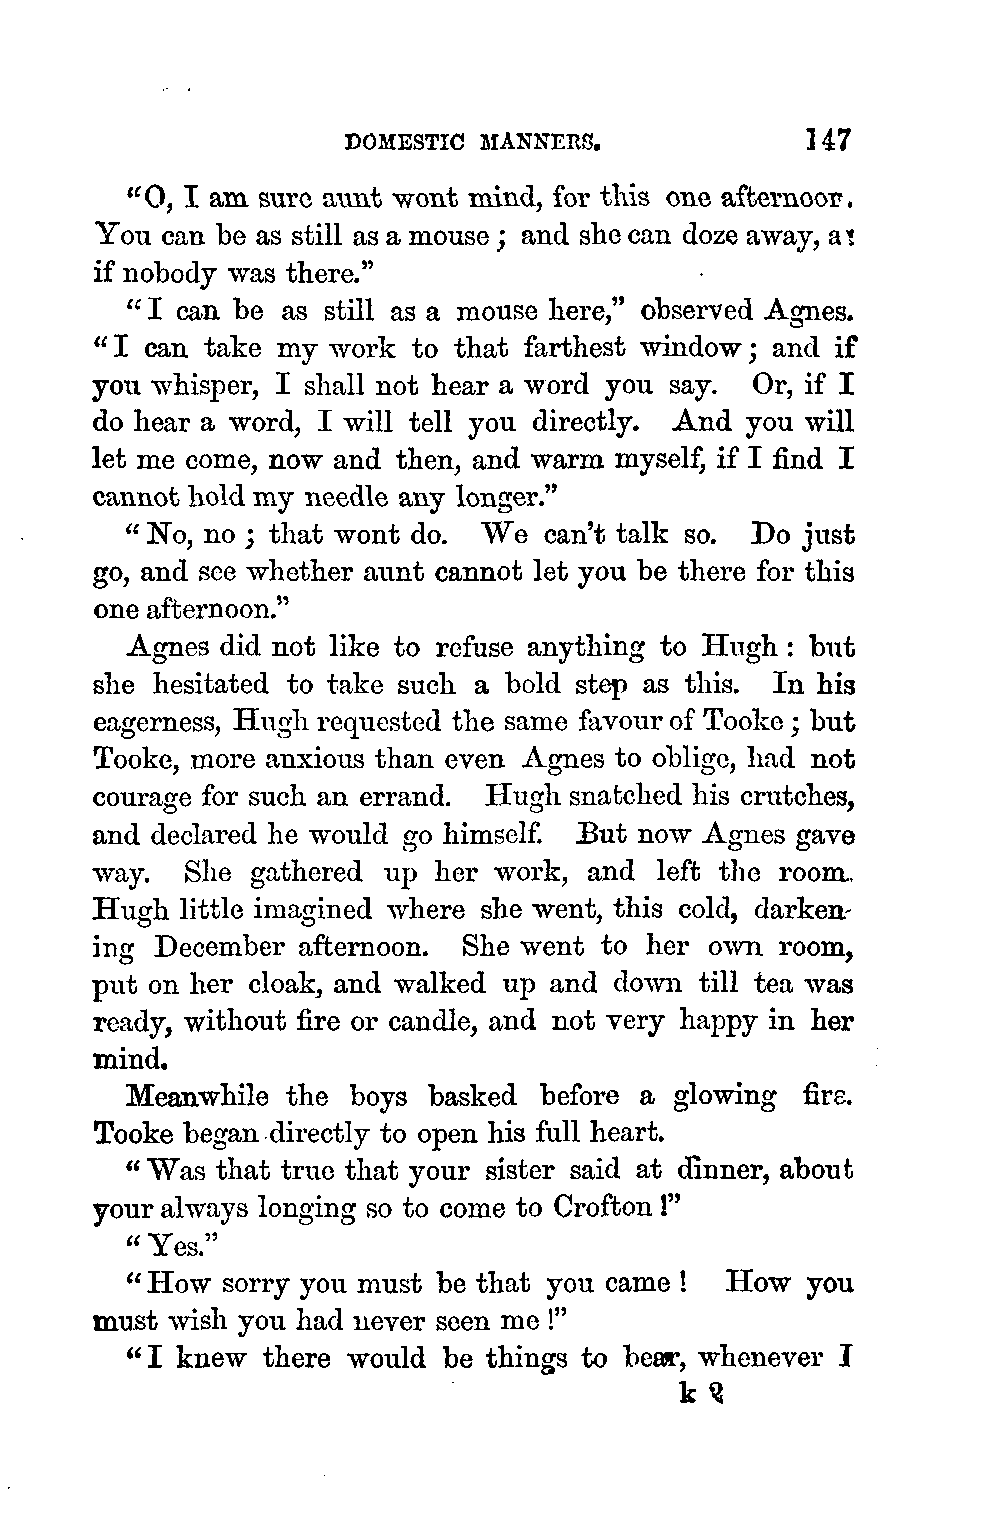 DOMESTIC MANNERS. 147
“O, I am sure aunt wont mind, for this one afternoon.
You can be as still as a mouse; and she can doze away, as
if nobody was there.”
“I can be as still as a mouse here,” observed Agnes.
“I can take my work to that farthest window; and if
you whisper, I shall not hear a word you say. Or, if I
do hear a word, I will tell you directly. And you will
let me come, now and then, and warm myself, if I find I
cannot hold my needle any longer.”
“No, no; that wont do. We can’t talk so. Do just
go, and see whether aunt cannot let you be there for this
one afternoon.”
Agnes did not like to refuse anything to Hugh: but
she hesitated to take such a bold step as this. In his
eagerness, Hugh requested the same favour of Tooke; but
Tooke, more anxious than even Agnes to oblige, had not
courage for such an errand. Hugh snatched his crutches,
and declared he would go himself. But now Agnes gave
way. She gathered up her work, and left the room.
Hugh little imagined where she went, this cold, darken-
ing December afternoon. She went to her own room,
put on her cloak, and walked up and down till tea was
ready, without fire or candle, and not very happy in her
mind.
Meanwhile the boys basked before a glowing fire.
Tooke began directly to open his full heart.
“Was that true that your sister said at dinner, about
your always longing so to come to Crofton!”
“Yes.”
“How sorry you must be that you came! How you
must wish you had never seen me!”
“I knew there would be things to bear, whenever I
k 2